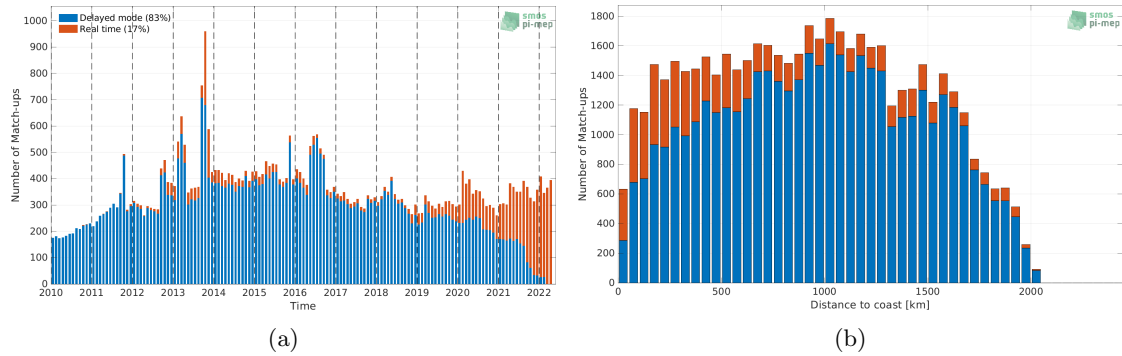 Delayed mode (83%)
Real time (17%)
smos
pi-mep
Number of Match-ups
1000
900
800
700
600
500
400
300
200
100
0
2010 2011 2012 2013 2014 2015 2016 2017 2018 2019 2020 2021 2022
Time
(a)
smos
pi-mep
Number of Match-ups
1800
1600
1400
1200
1000
800
600
400
200
0
0 500 1000 1500 2000
Distance to coast [km]
(b)